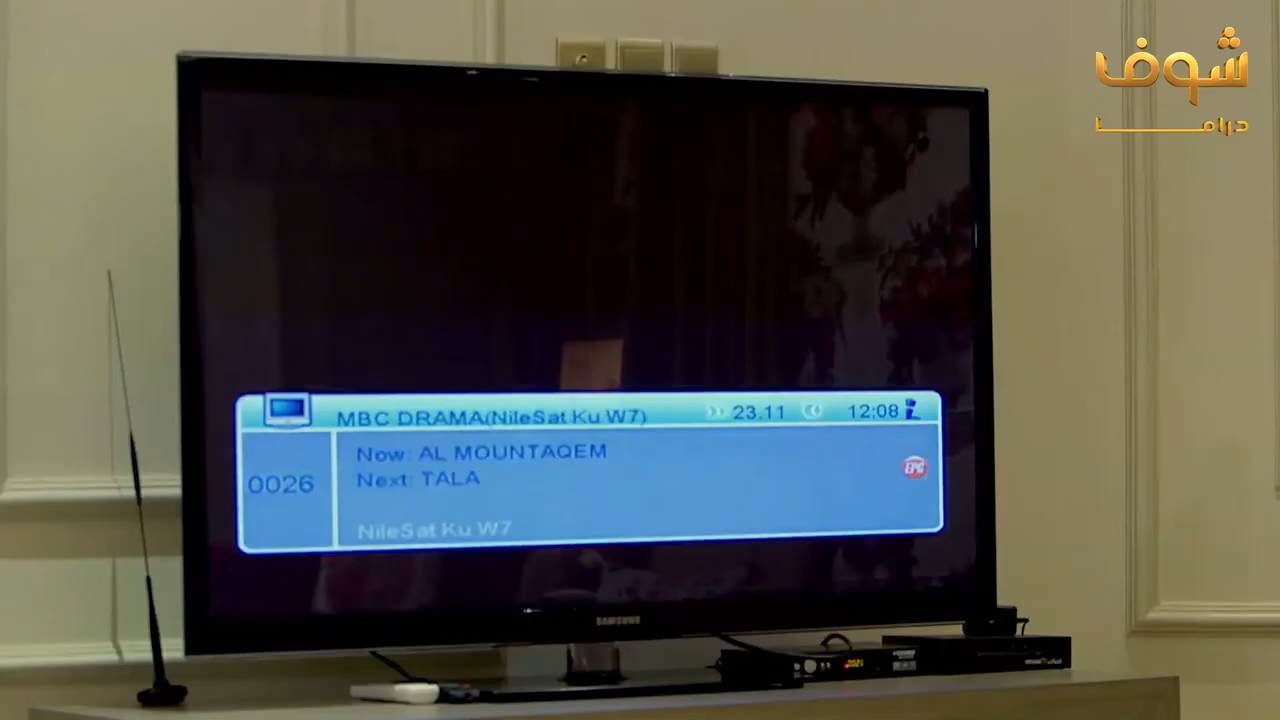 شوف
دراما
MBC DRAMA(NileSat Ku W7)
23.11
12:08
0026
Now: AL MOUNTAQEM
Next: TALA
EPG
NileSat Ku W7
SAMSUNG